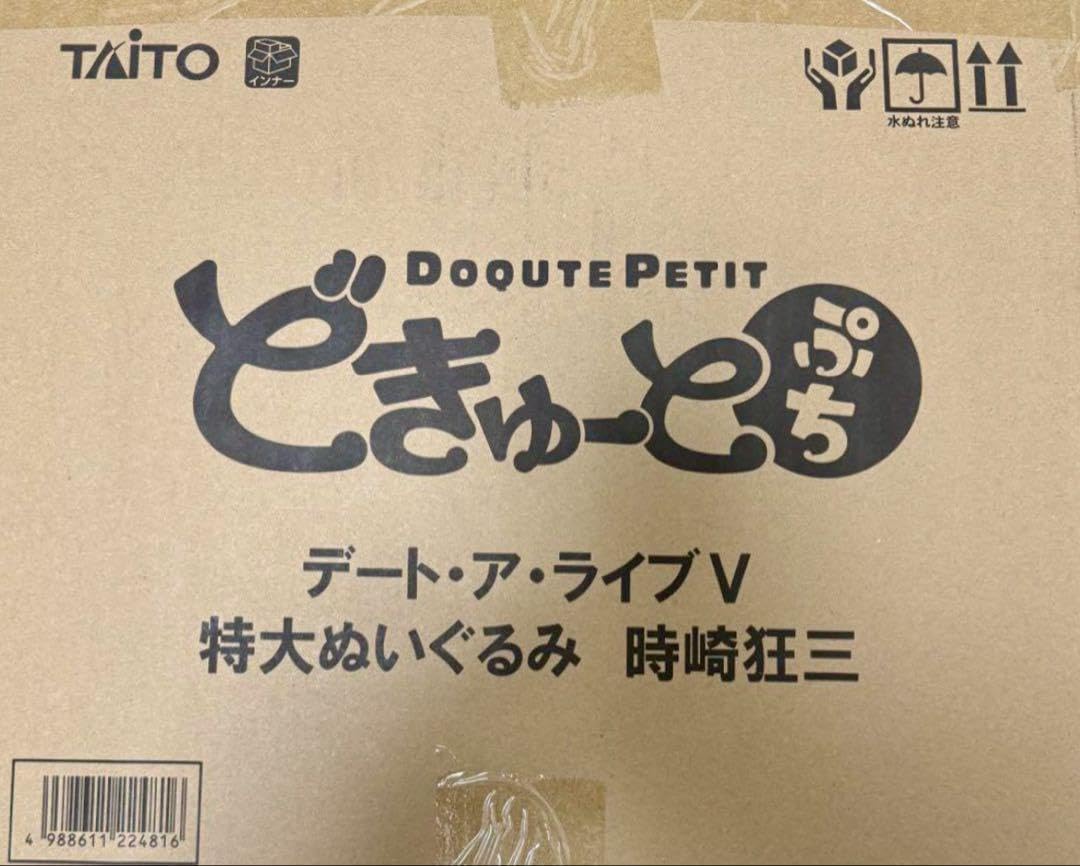 TAITO
インナー
水ぬれ注意
DOQUTE PETIT
どきゅーと
ぷち
デート・ア・ライブV
特大ぬいぐるみ 時崎狂三
4 988611 224816